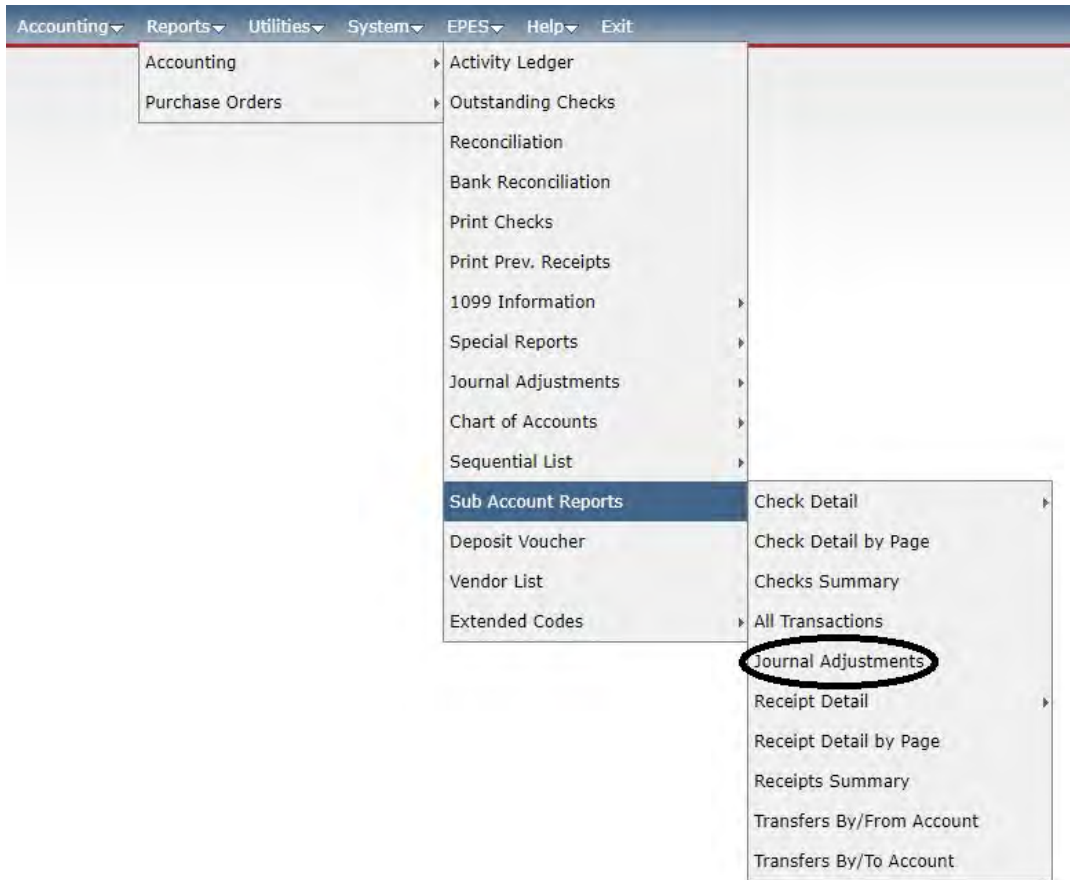 Accounting Reports Utilities System EPES Help Exit
Accounting
Purchase Orders
Activity Ledger
Outstanding Checks
Reconciliation
Bank Reconciliation
Print Checks
Print Prev. Receipts
1099 Information
Special Reports
Journal Adjustments
Chart of Accounts
Sequential List
Sub Account Reports
Deposit Voucher
Vendor List
Extended Codes
Check Detail
Check Detail by Page
Checks Summary
All Transactions
Journal Adjustments
Receipt Detail
Receipt Detail by Page
Receipts Summary
Transfers By/From Account
Transfers By/To Account